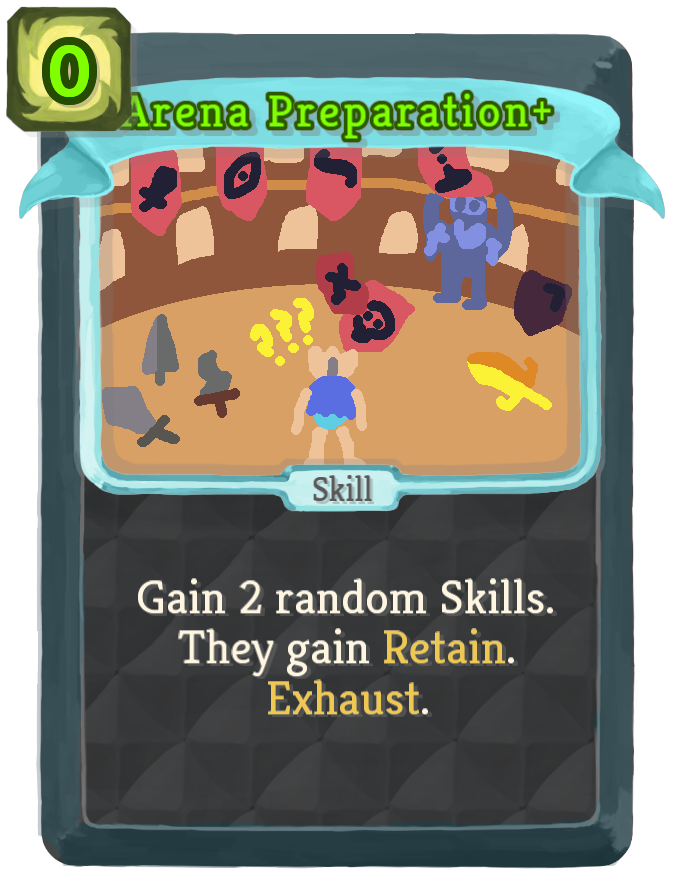 0
Arena Preparation+
???
Skill
Gain 2 random Skills.
They gain Retain.
Exhaust.